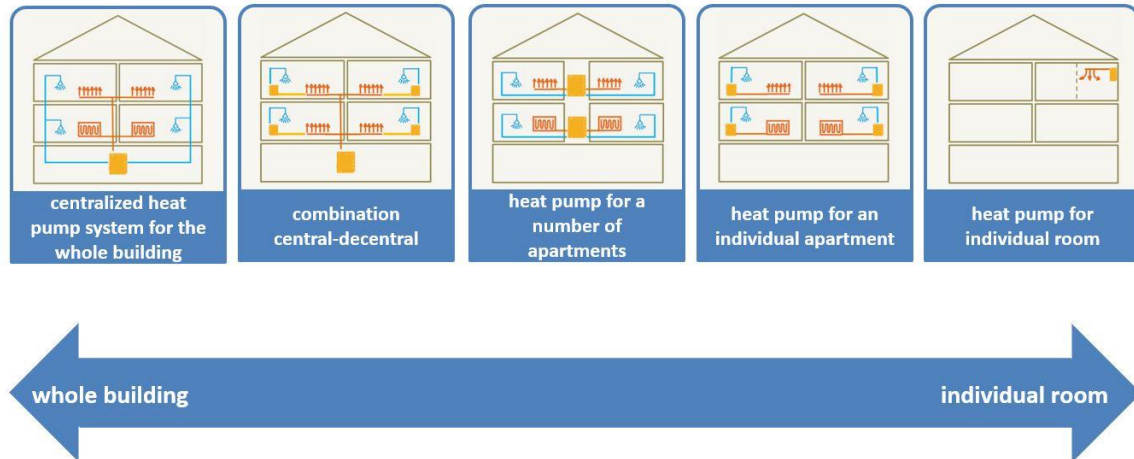 centralized heat
pump system for the
whole building
combination
central-decentral
heat pump for a
number of
apartments
heat pump for an
individual apartment
heat pump for
individual room
whole building
individual room